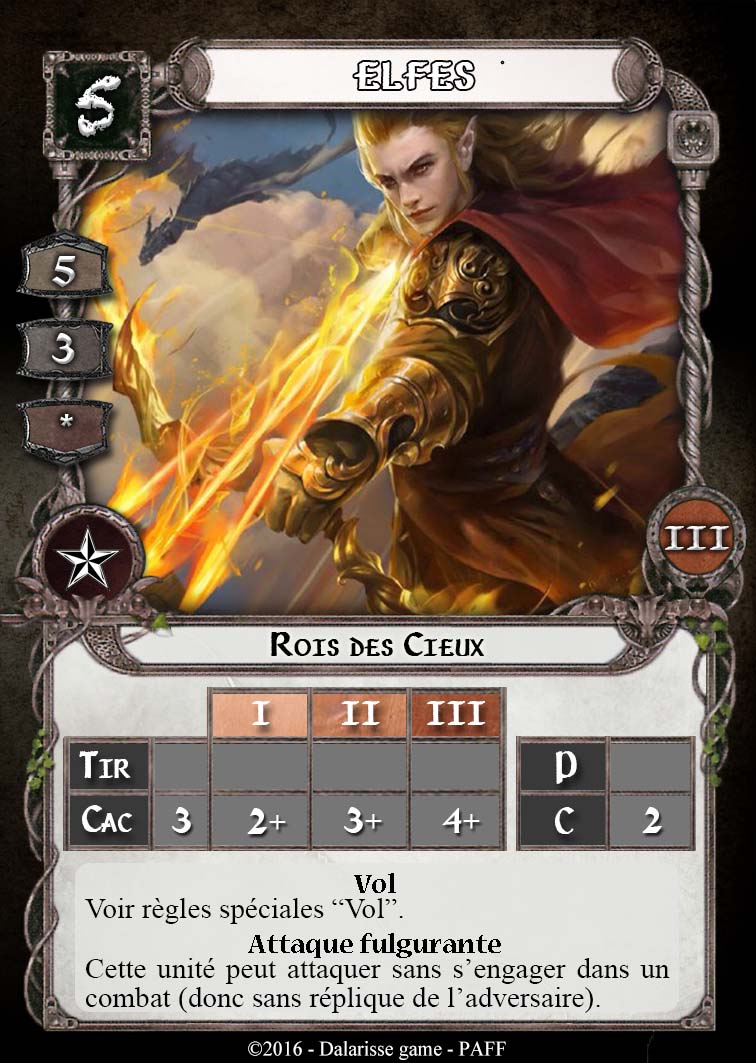 ELFES
5
5
3
*
III
Rois des Cieux
I II III
Tir
P
Cac 3 2+ 3+ 4+
C 2
Vol
Voir règles spéciales “Vol”.
Attaque fulgurante
Cette unité peut attaquer sans s’engager dans un
combat (donc sans réplique de l’adversaire).
©2016 - Dalarisse game - PAFF